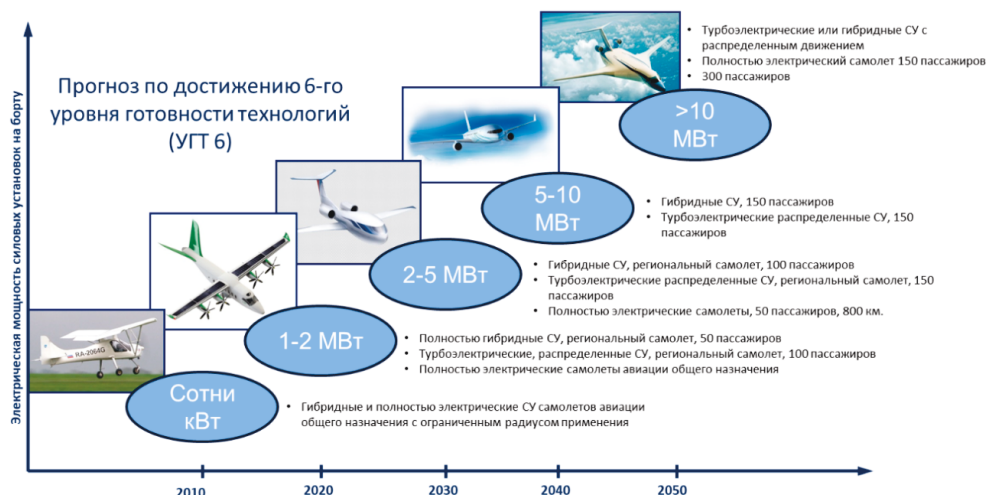 Электрическая мощность силовых установок на борту
Прогноз по достижению 6-го
уровня готовности технологий
(УГТ 6)
• Турбоэлектрические или гибридные СУ с
распределенным движением
• Полностью электрический самолет 150 пассажиров
• 300 пассажиров
>10
МВт
5-10
МВт
• Гибридные СУ, 150 пассажиров
• Турбоэлектрические распределенные СУ, 150
пассажиров
2-5 МВт
• Гибридные СУ, региональный самолет, 100 пассажиров
• Турбоэлектрические распределенные СУ, региональный самолет, 150
пассажиров
• Полностью электрические самолеты, 50 пассажиров, 800 км.
1-2 МВт
• Полностью гибридные СУ, региональный самолет, 50 пассажиров
• Турбоэлектрические, распределенные СУ, региональный самолет, 100 пассажиров
• Полностью электрические самолеты авиации общего назначения
RA-2064G
Сотни
кВт
• Гибридные и полностью электрические СУ самолетов авиации
общего назначения с ограниченным радиусом применения
2010
2020
2030
2040
2050